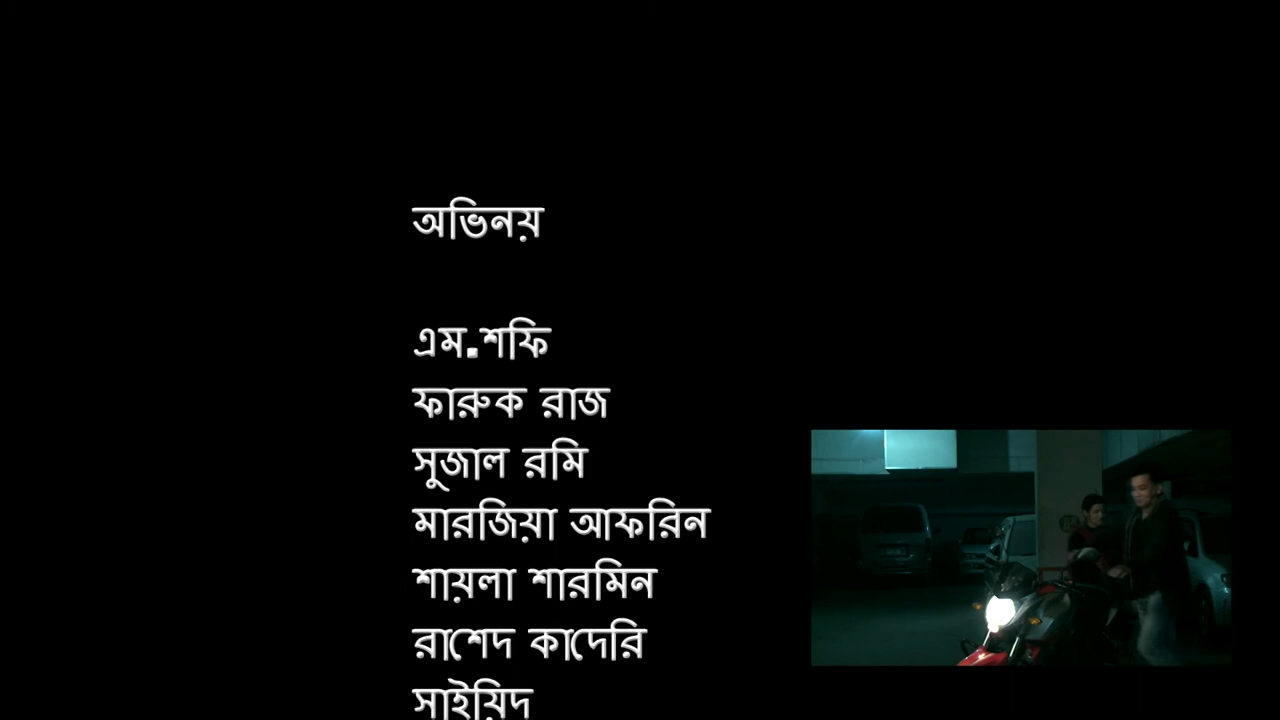 অভিনয়
এম.শফি
ফারুক রাজ
সুজাল রমি
মারজিয়া আফরিন
শায়লা শারমিন
রাশেদ কাদেরি
সাইয়িদ